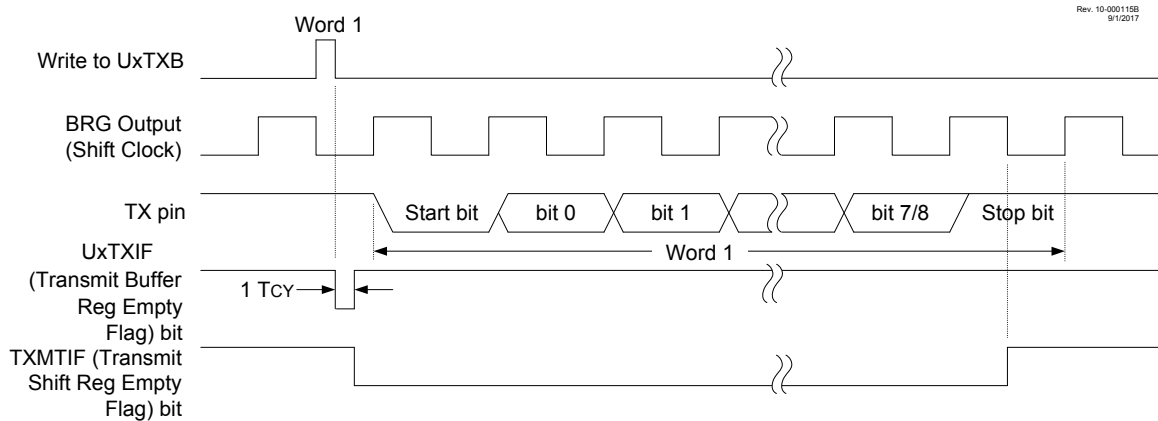 Rev. 10-000115B
9/1/2017
Word 1
Write to UxTXB
BRG Output
(Shift Clock)
TX pin
Start bit
bit 0
bit 1
bit 7/8
Stop bit
Word 1
UxTXIF
(Transmit Buffer
Reg Empty
Flag) bit
1 TCY
TXMTIF (Transmit
Shift Reg Empty
Flag) bit